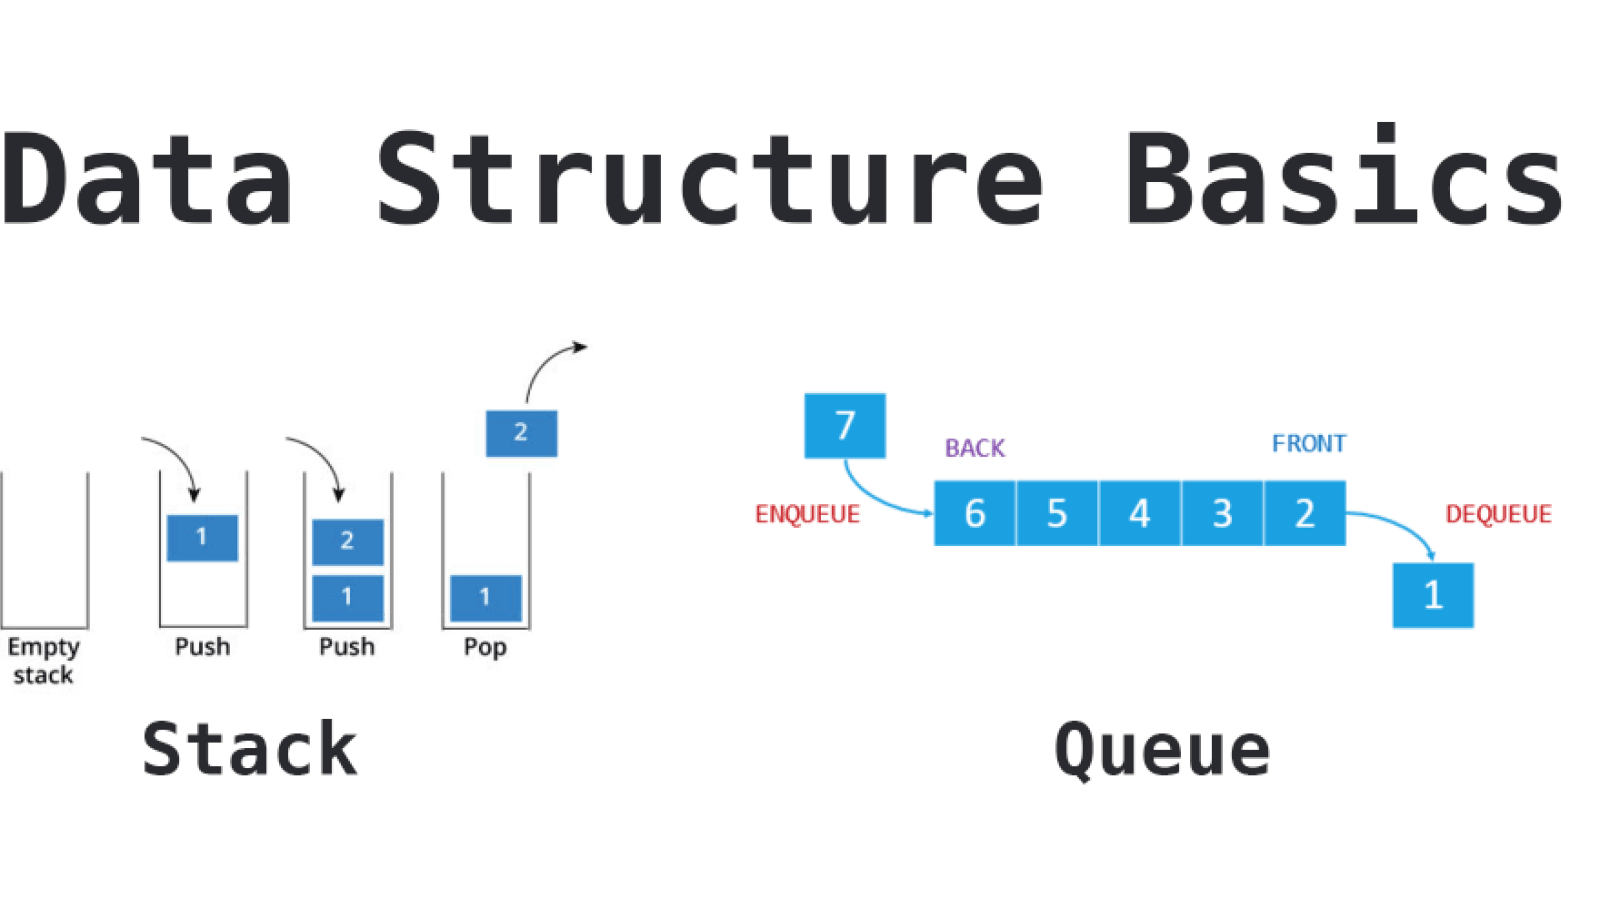 Data Structure Basics
2
1
2
1
1
Empty
stack
Push
Push
Pop
Stack
7
BACK
FRONT
ENQUEUE
6 5 4 3 2
DEQUEUE
1
Queue